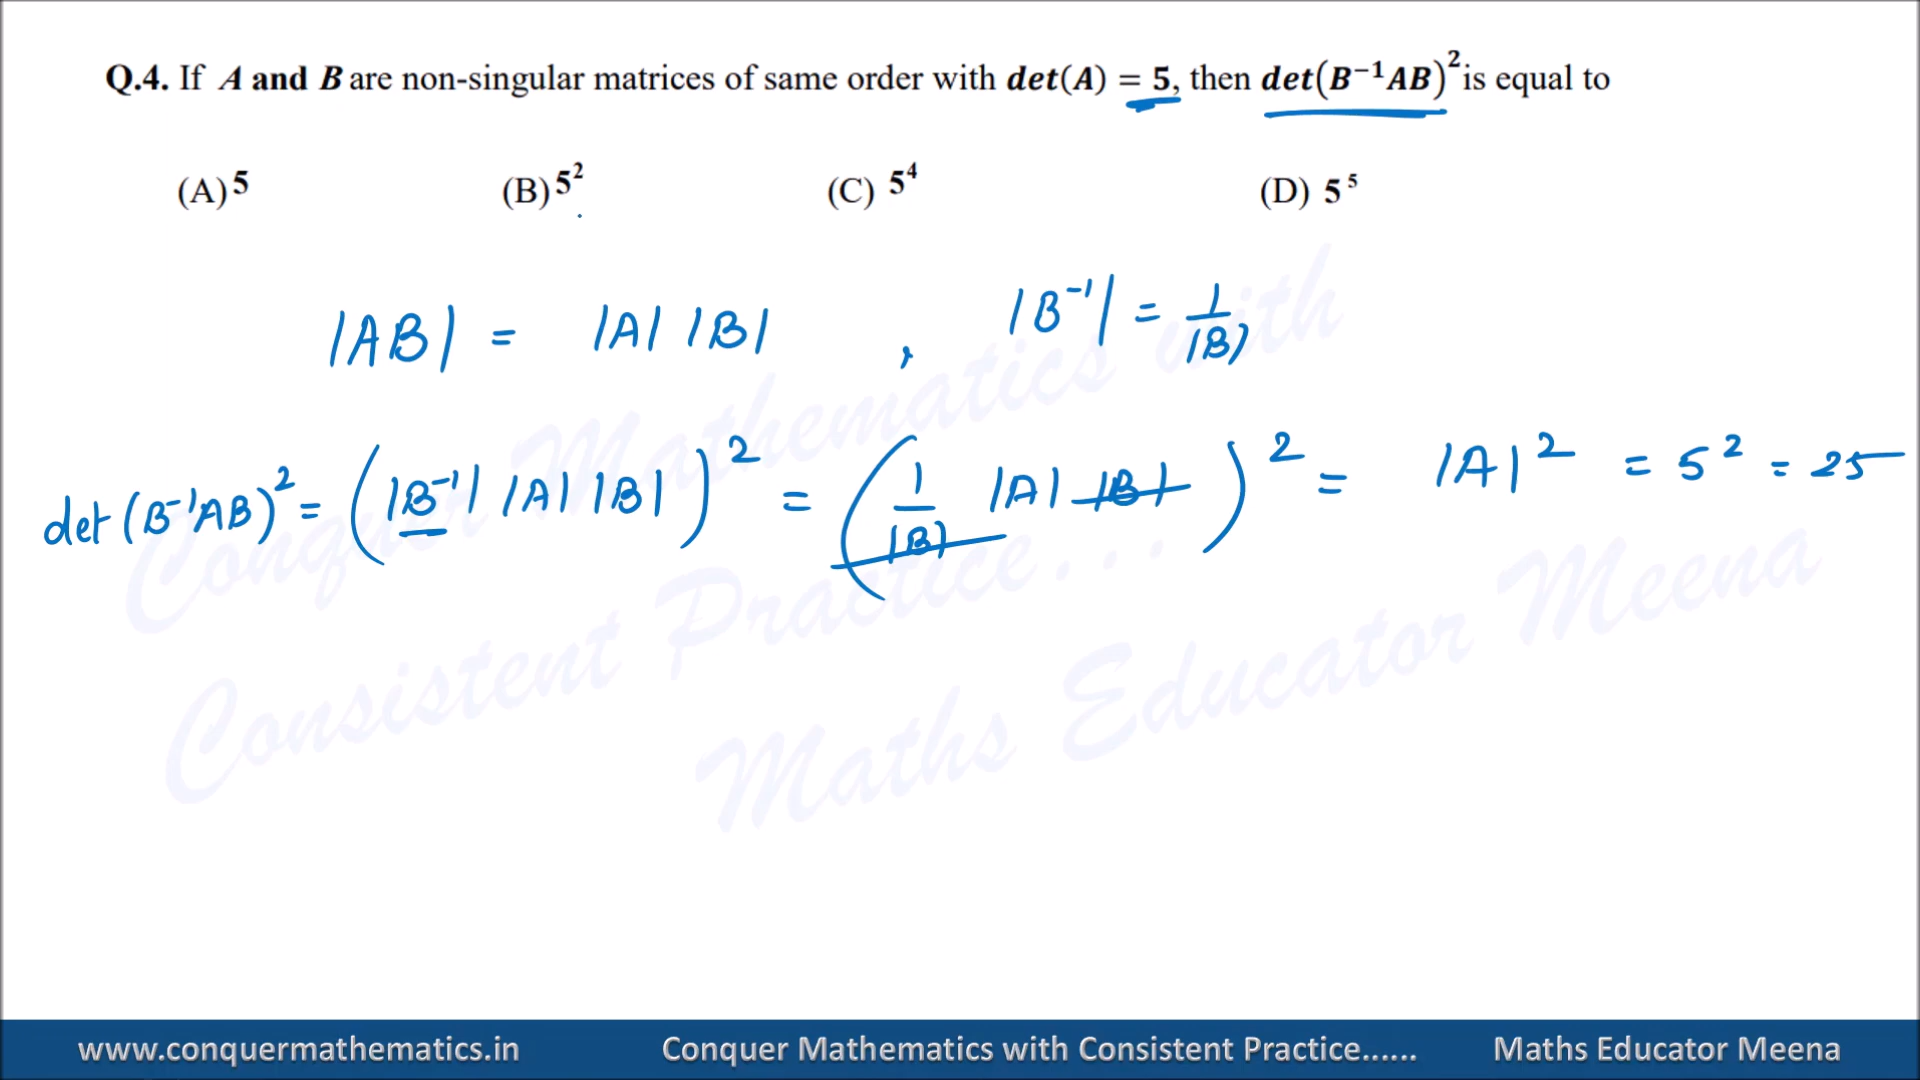 Q.4. If A and B are non-singular matrices of same order with det(A) = 5, then det(B⁻¹AB)² is equal to
(A) 5 (B) 5² (C) 5⁴ (D) 5⁵
|AB| = |A| |B| , |B⁻¹| = 1/|B|
det (B⁻¹AB)² = (|B⁻¹| |A| |B|)² = (1/|B| |A| |B|)² = |A|² = 5² = 25
Conquer Mathematics with
Consistent Practice...
Maths Educator Meena
www.conquermathematics.in Conquer Mathematics with Consistent Practice...... Maths Educator Meena